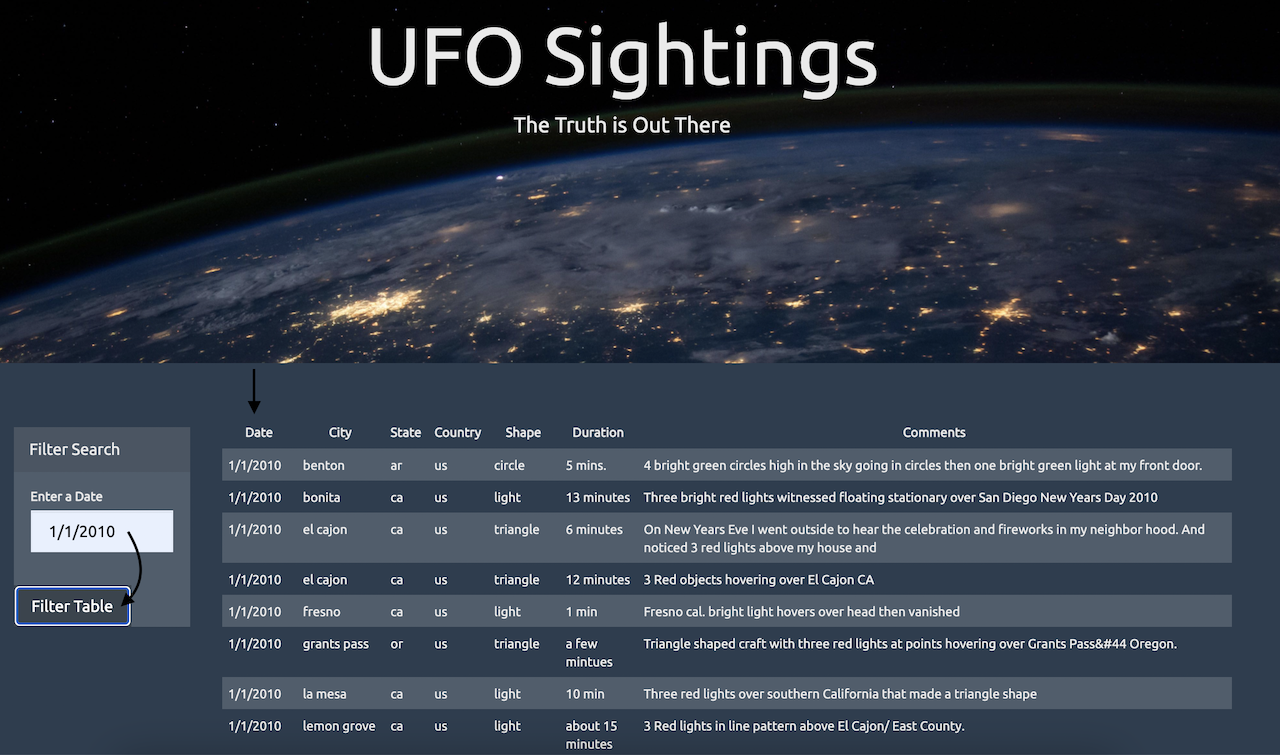 UFO Sightings
The Truth is Out There
Filter Search
Enter a Date
1/1/2010
Filter Table
Date City State Country Shape Duration Comments
1/1/2010 benton ar us circle 5 mins. 4 bright green circles high in the sky going in circles then one bright green light at my front door.
1/1/2010 bonita ca us light 13 minutes Three bright red lights witnessed floating stationary over San Diego New Years Day 2010
1/1/2010 el cajon ca us triangle 6 minutes On New Years Eve I went outside to hear the celebration and fireworks in my neighbor hood. And
noticed 3 red lights above my house and
1/1/2010 el cajon ca us triangle 12 minutes 3 Red objects hovering over El Cajon CA
1/1/2010 fresno ca us light 1 min Fresno cal. bright light hovers over head then vanished
1/1/2010 grants pass or us triangle a few Triangle shaped craft with three red lights at points hovering over Grants Pass&#44 Oregon.
mintues
1/1/2010 la mesa ca us light 10 min Three red lights over southern California that made a triangle shape
1/1/2010 lemon grove ca us light about 15 3 Red lights in line pattern above El Cajon/ East County.
minutes